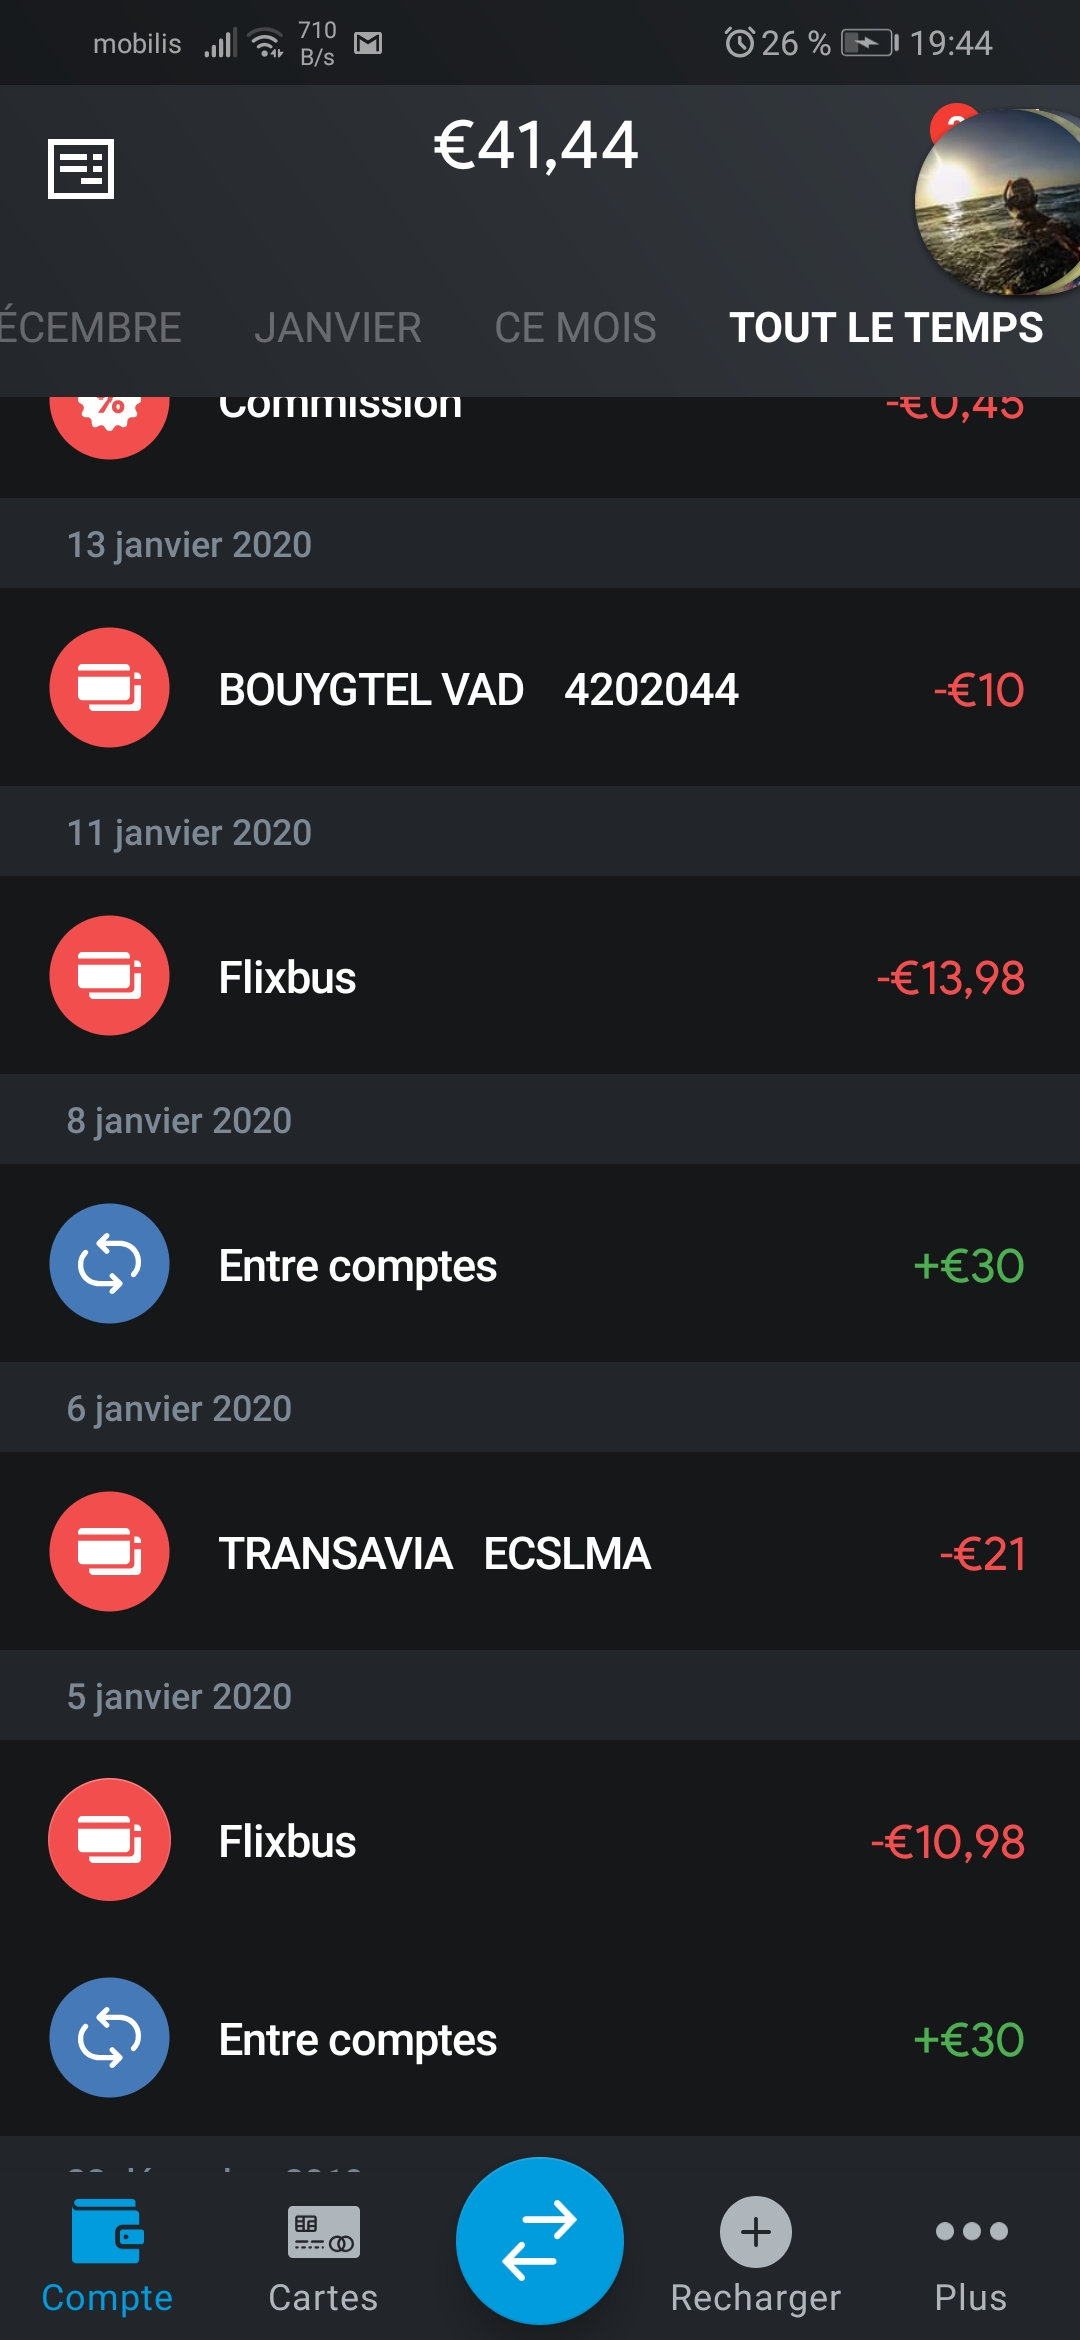 mobilis 710 B/s 26 % 19:44
€41,44
ÉCEMBRE JANVIER CE MOIS TOUT LE TEMPS
Commission -€0,45
13 janvier 2020
BOUYGTEL VAD 4202044 -€10
11 janvier 2020
Flixbus -€13,98
8 janvier 2020
Entre comptes +€30
6 janvier 2020
TRANSAVIA ECSLMA -€21
5 janvier 2020
Flixbus -€10,98
Entre comptes +€30
Compte Cartes Recharger Plus